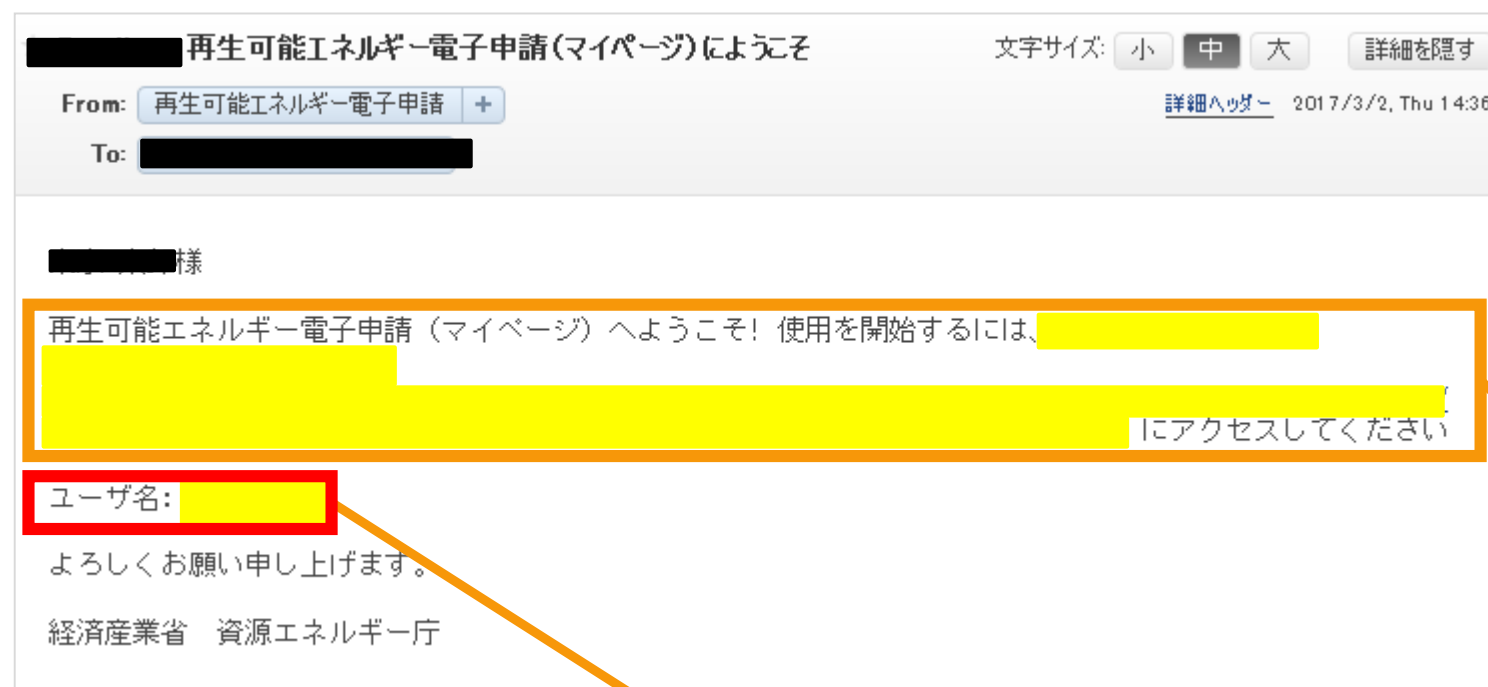 再生可能エネルギー電子申請(マイページ)にようこそ
文字サイズ: 小 中 大 詳細を隠す
From: 再生可能エネルギー電子申請 +
詳細ヘッダー 2017/3/2, Thu 14:36
To:
様
再生可能エネルギー電子申請（マイページ）へようこそ! 使用を開始するには、
にアクセスしてください
ユーザ名:
よろしくお願い申し上げます。
経済産業省　資源エネルギー庁